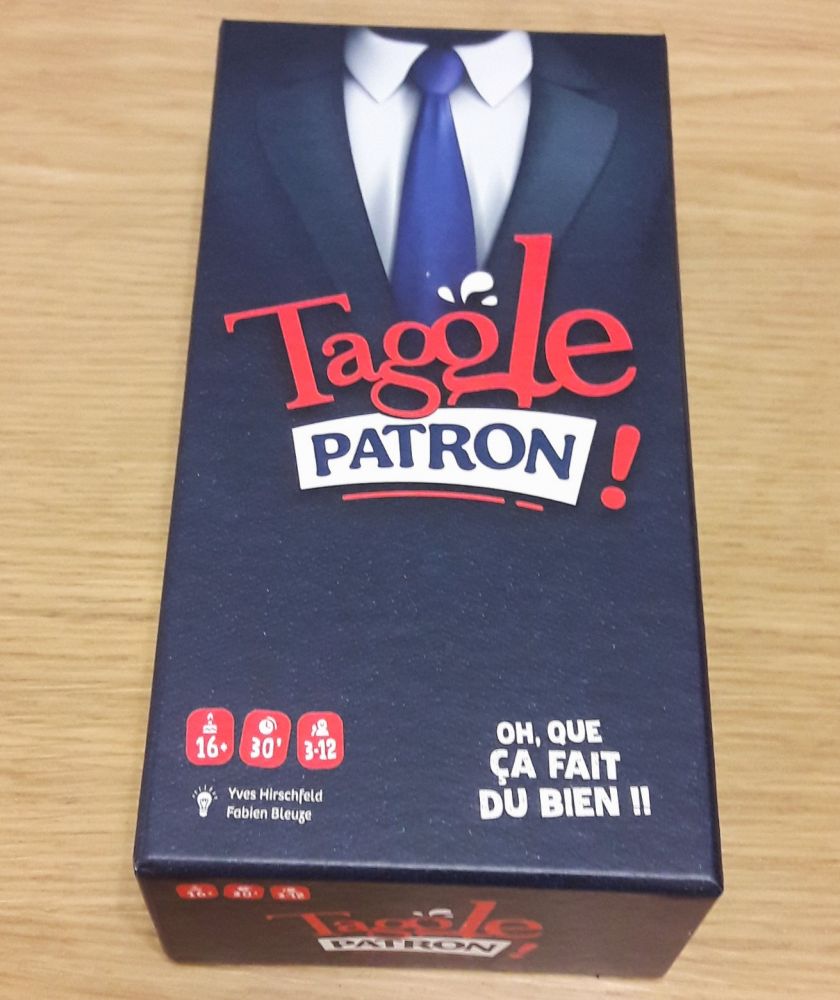 Taggle
PATRON !
16+ 30' 3-12
Yves Hirschfeld
Fabien Bleuze
OH, QUE
ÇA FAIT
DU BIEN !!
16+ 30' 3-12
Taggle
PATRON !